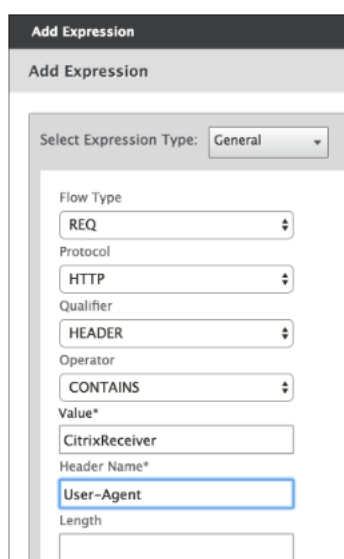 Add Expression
Add Expression
Select Expression Type: General
Flow Type
REQ
Protocol
HTTP
Qualifier
HEADER
Operator
CONTAINS
Value*
CitrixReceiver
Header Name*
User-Agent
Length